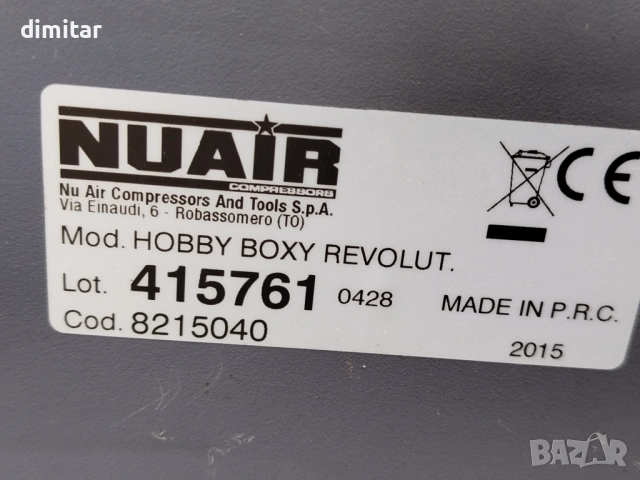 dimitar
NUAIR
COMPRESSORS
Nu Air Compressors And Tools S.p.A.
Via Einaudi, 6 - Robassomero (TO)
Mod. HOBBY BOXY REVOLUT.
Lot. 415761 0428
MADE IN P.R.C.
Cod. 8215040
2015
CE
BAZAR